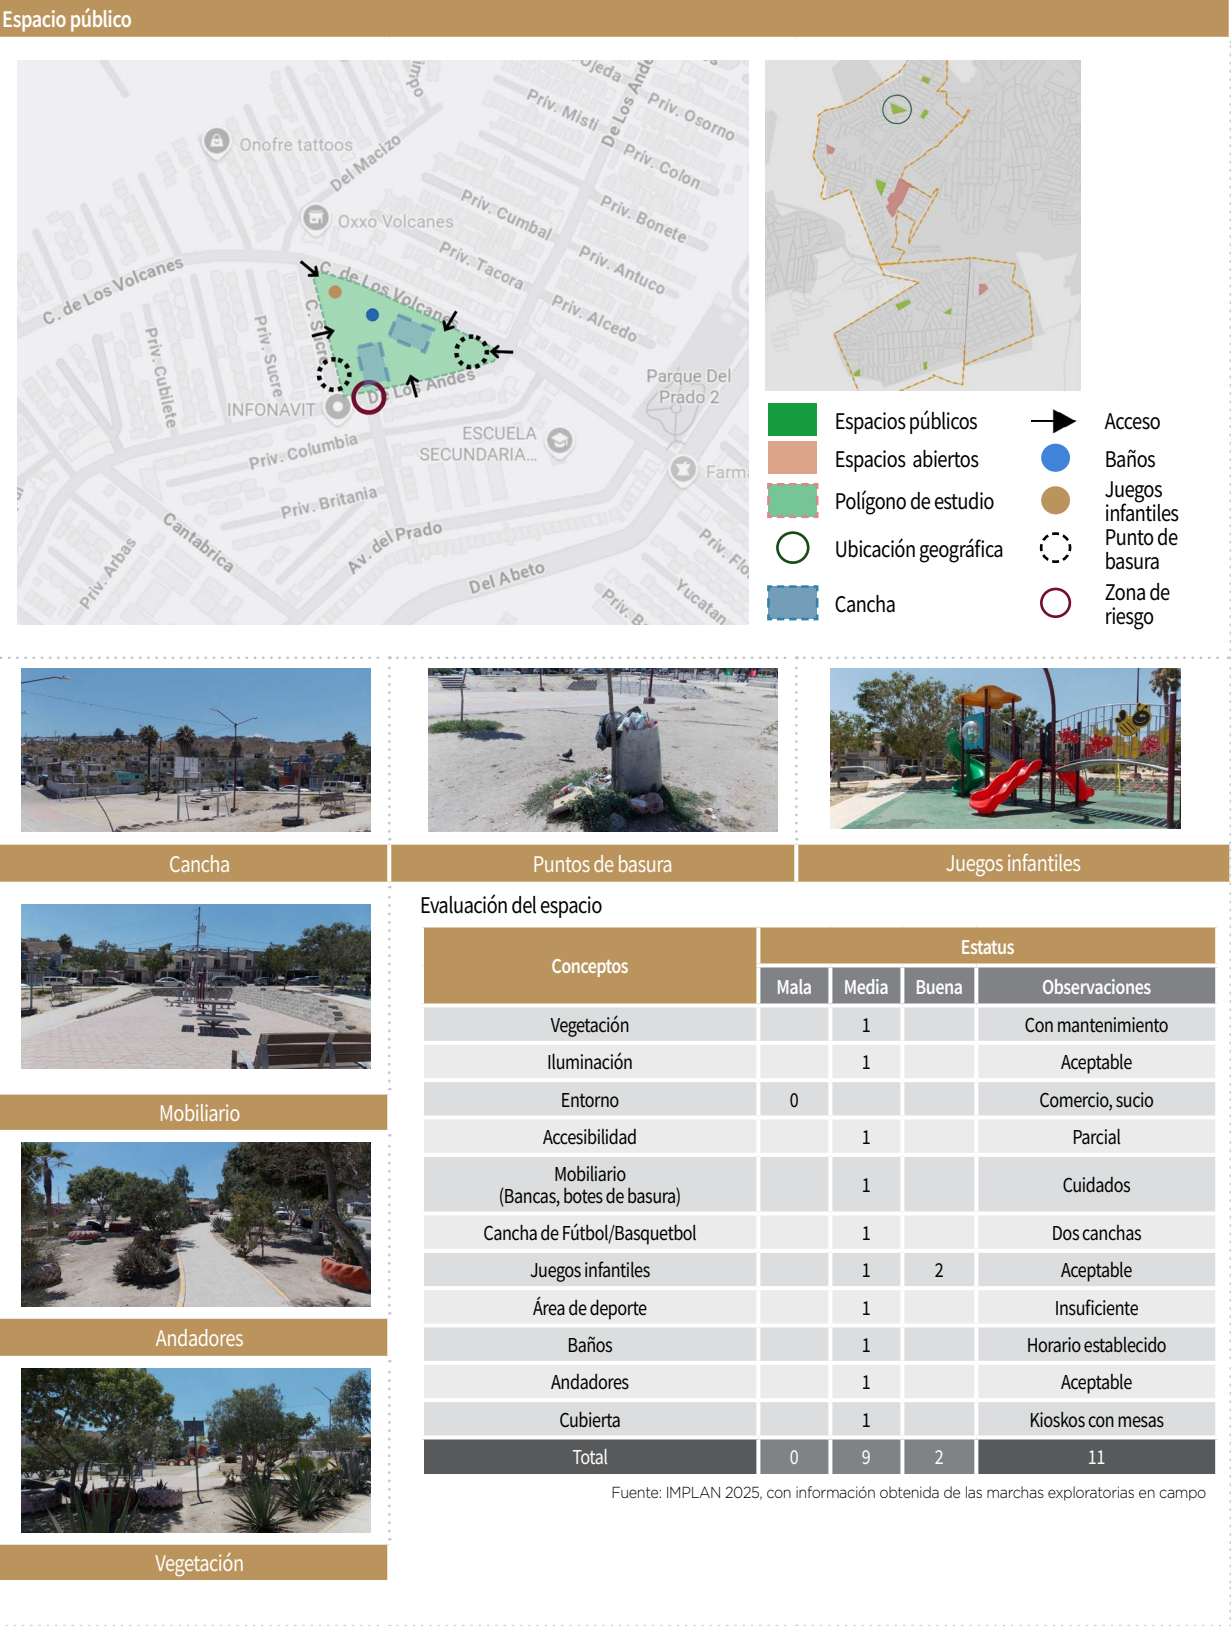 Espacio público
Onofre tattoos
Del Macizo
Oxxo Volcanes
C. de Los Volcanes
C. de Los Volcanes
C. Sucre
De Los Andes
De Los Andes
Ojeda
Priv. Misti
Priv. Osorno
Priv. Colon
Priv. Cumbal
Priv. Bonete
Priv. Tacora
Priv. Antuco
Priv. Alcedo
Priv. Cubilete
Priv. Sucre
INFONAVIT
Priv. Columbia
ESCUELA
SECUNDARIA...
Parque Del
Prado 2
Farm
Priv. Britania
Cantabrica
Av. del Prado
Priv. Arbas
Del Abeto
Priv. Flo
Yucatan
Priv. B
Espacios públicos
Espacios abiertos
Polígono de estudio
Ubicación geográfica
Cancha
Acceso
Baños
Juegos
infantiles
Punto de
basura
Zona de
riesgo
Cancha
Puntos de basura
Juegos infantiles
Mobiliario
Andadores
Vegetación
Evaluación del espacio
Conceptos Estatus
Mala Media Buena Observaciones
Vegetación 1 Con mantenimiento
Iluminación 1 Aceptable
Entorno 0 Comercio, sucio
Accesibilidad 1 Parcial
Mobiliario
(Bancas, botes de basura) 1 Cuidados
Cancha de Fútbol/Basquetbol 1 Dos canchas
Juegos infantiles 1 2 Aceptable
Área de deporte 1 Insuficiente
Baños 1 Horario establecido
Andadores 1 Aceptable
Cubierta 1 Kioskos con mesas
Total 0 9 2 11
Fuente: IMPLAN 2025, con información obtenida de las marchas exploratorias en campo